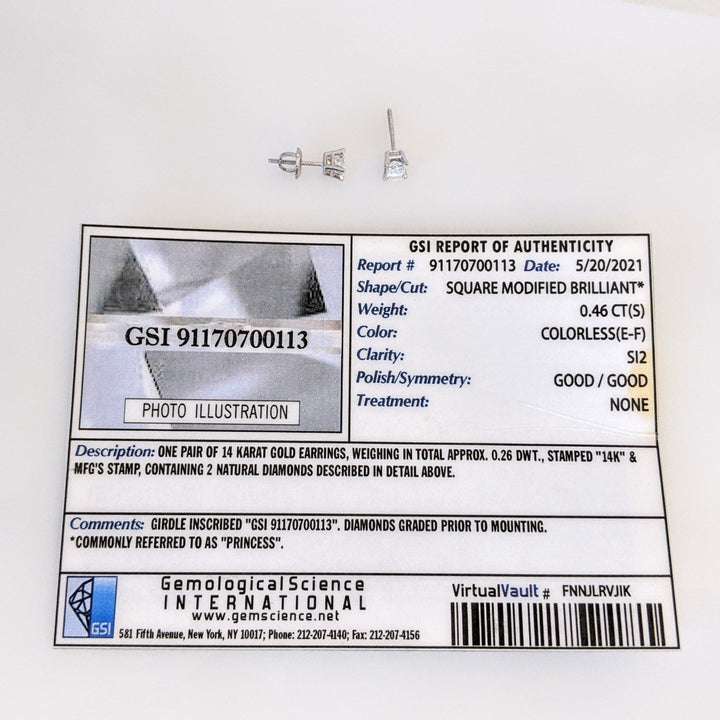 GSI 91170700113
PHOTO ILLUSTRATION
GSI REPORT OF AUTHENTICITY
Report # 91170700113 Date: 5/20/2021
Shape/Cut: SQUARE MODIFIED BRILLIANT*
Weight: 0.46 CT(S)
Color: COLORLESS(E-F)
Clarity: SI2
Polish/Symmetry: GOOD / GOOD
Treatment: NONE
Description: ONE PAIR OF 14 KARAT GOLD EARRINGS, WEIGHING IN TOTAL APPROX. 0.26 DWT., STAMPED "14K" &
MFG'S STAMP, CONTAINING 2 NATURAL DIAMONDS DESCRIBED IN DETAIL ABOVE.
Comments: GIRDLE INSCRIBED "GSI 91170700113". DIAMONDS GRADED PRIOR TO MOUNTING.
*COMMONLY REFERRED TO AS "PRINCESS".
GSI
GemologicalScience
INTERNATIONAL
www.gemscience.net
581 Fifth Avenue, New York, NY 10017; Phone: 212-207-4140; Fax: 212-207-4156
VirtualVault # FNNJLRVJIK